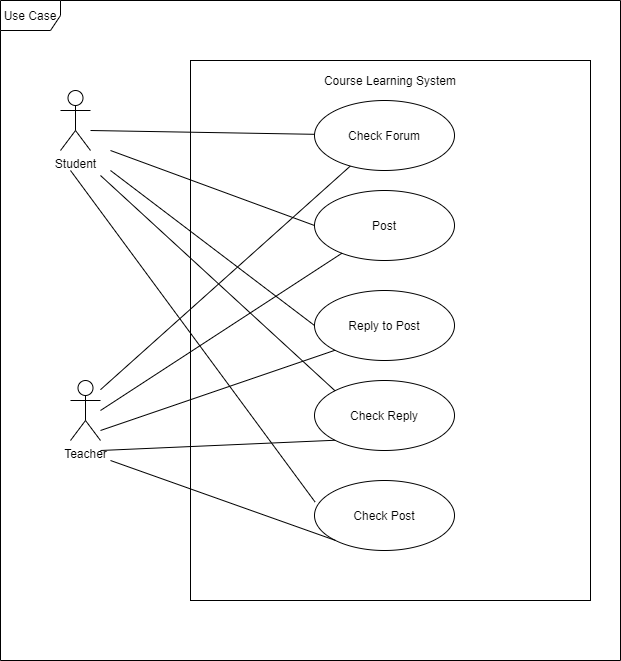 Use Case
Course Learning System
Check Forum
Student
Post
Reply to Post
Check Reply
Teacher
Check Post